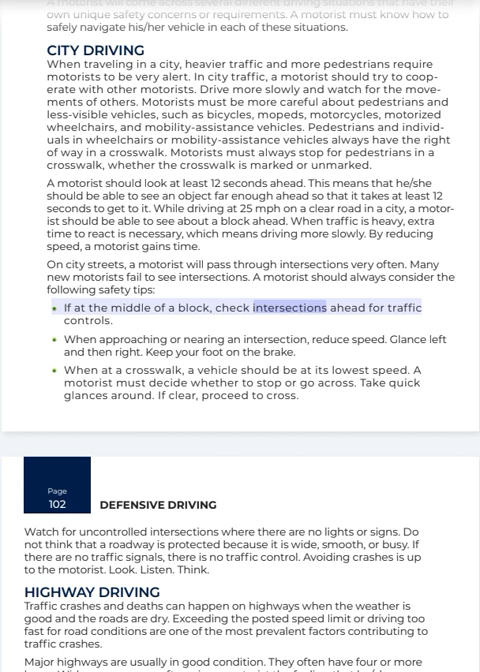 A motorist will come across several different driving situations that have their
own unique safety concerns or requirements. A motorist must know how to
safely navigate his/her vehicle in each of these situations.
CITY DRIVING
When traveling in a city, heavier traffic and more pedestrians require
motorists to be very alert. In city traffic, a motorist should try to coop-
erate with other motorists. Drive more slowly and watch for the move-
ments of others. Motorists must be more careful about pedestrians and
less-visible vehicles, such as bicycles, mopeds, motorcycles, motorized
wheelchairs, and mobility-assistance vehicles. Pedestrians and individ-
uals in wheelchairs or mobility-assistance vehicles always have the right
of way in a crosswalk. Motorists must always stop for pedestrians in a
crosswalk, whether the crosswalk is marked or unmarked.
A motorist should look at least 12 seconds ahead. This means that he/she
should be able to see an object far enough ahead so that it takes at least 12
seconds to get to it. While driving at 25 mph on a clear road in a city, a motor-
ist should be able to see about a block ahead. When traffic is heavy, extra
time to react is necessary, which means driving more slowly. By reducing
speed, a motorist gains time.
On city streets, a motorist will pass through intersections very often. Many
new motorists fail to see intersections. A motorist should always consider the
following safety tips:
• If at the middle of a block, check intersections ahead for traffic
controls.
• When approaching or nearing an intersection, reduce speed. Glance left
and then right. Keep your foot on the brake.
• When at a crosswalk, a vehicle should be at its lowest speed. A
motorist must decide whether to stop or go across. Take quick
glances around. If clear, proceed to cross.
Page
102
DEFENSIVE DRIVING
Watch for uncontrolled intersections where there are no lights or signs. Do
not think that a roadway is protected because it is wide, smooth, or busy. If
there are no traffic signals, there is no traffic control. Avoiding crashes is up
to the motorist. Look. Listen. Think.
HIGHWAY DRIVING
Traffic crashes and deaths can happen on highways when the weather is
good and the roads are dry. Exceeding the posted speed limit or driving too
fast for road conditions are one of the most prevalent factors contributing to
traffic crashes.
Major highways are usually in good condition. They often have four or more